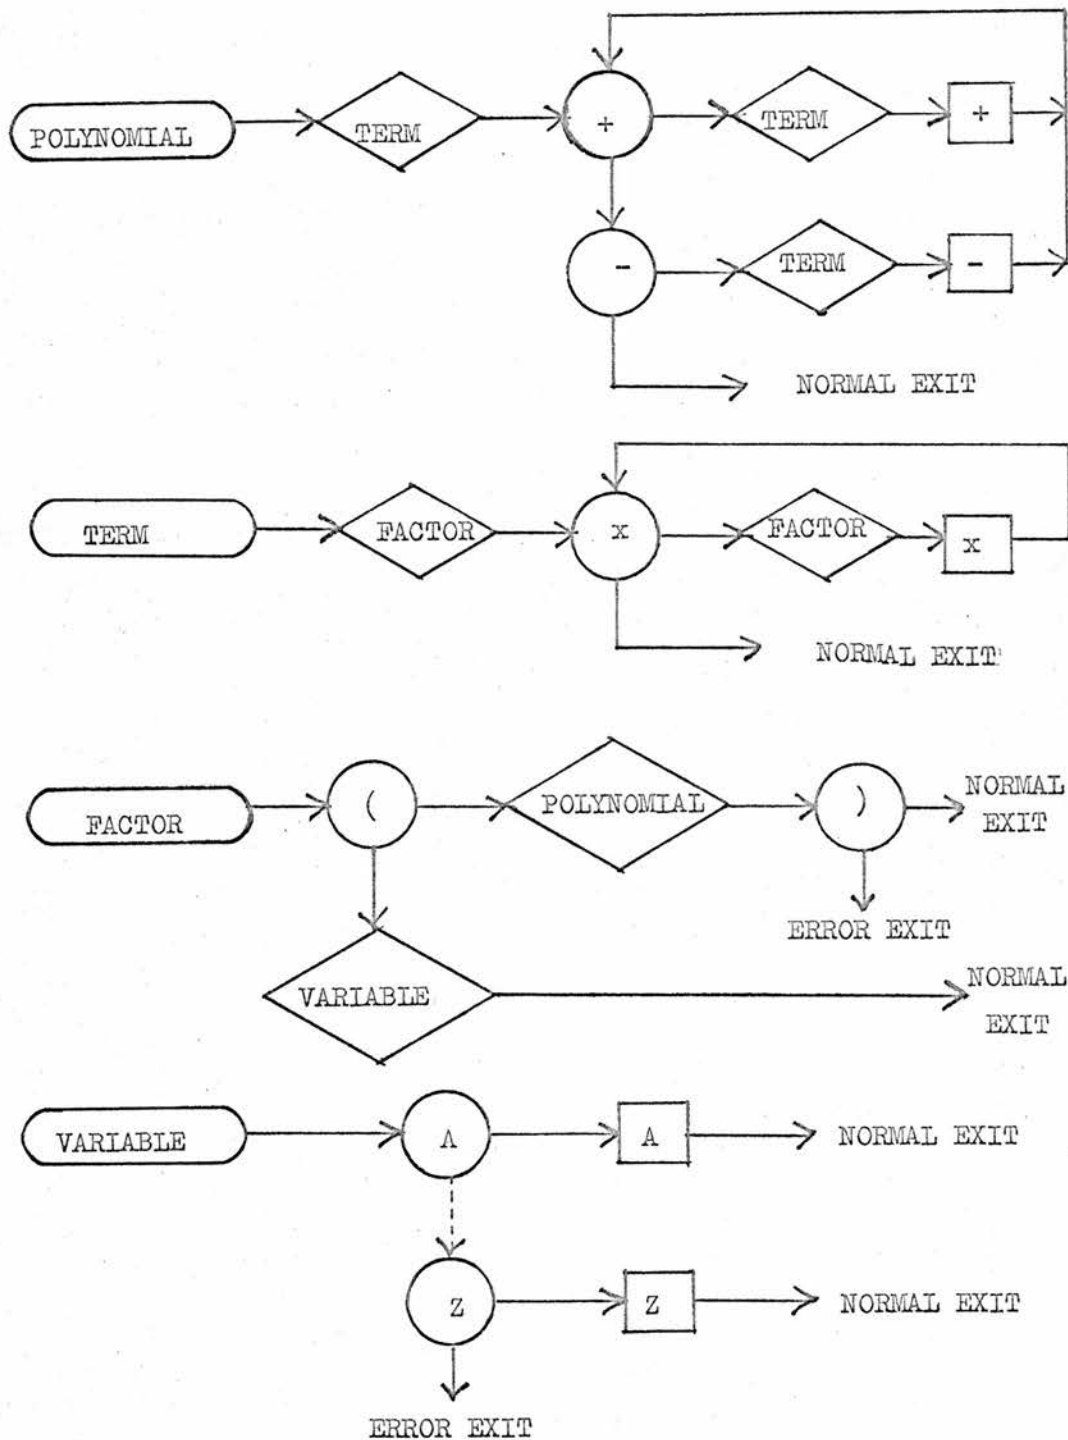 POLYNOMIAL TERM + TERM +
- TERM -
NORMAL EXIT
TERM FACTOR x FACTOR x
NORMAL EXIT
FACTOR ( POLYNOMIAL ) NORMAL
EXIT
ERROR EXIT
VARIABLE NORMAL
EXIT
VARIABLE A A NORMAL EXIT
Z Z NORMAL EXIT
ERROR EXIT